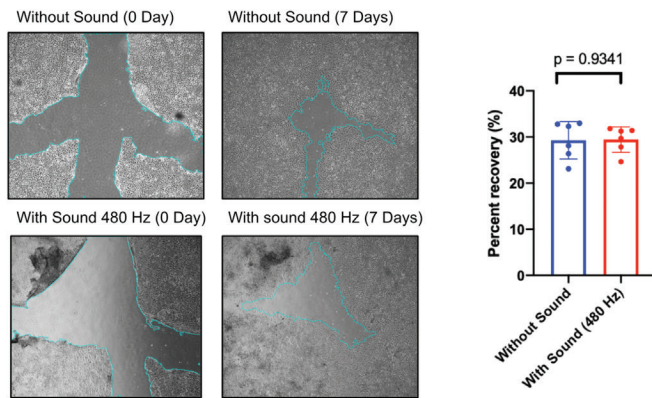 Without Sound (0 Day)
Without Sound (7 Days)
With Sound 480 Hz (0 Day)
With sound 480 Hz (7 Days)
p = 0.9341
Percent recovery (%)
40
30
20
10
0
Without Sound
With Sound (480 Hz)